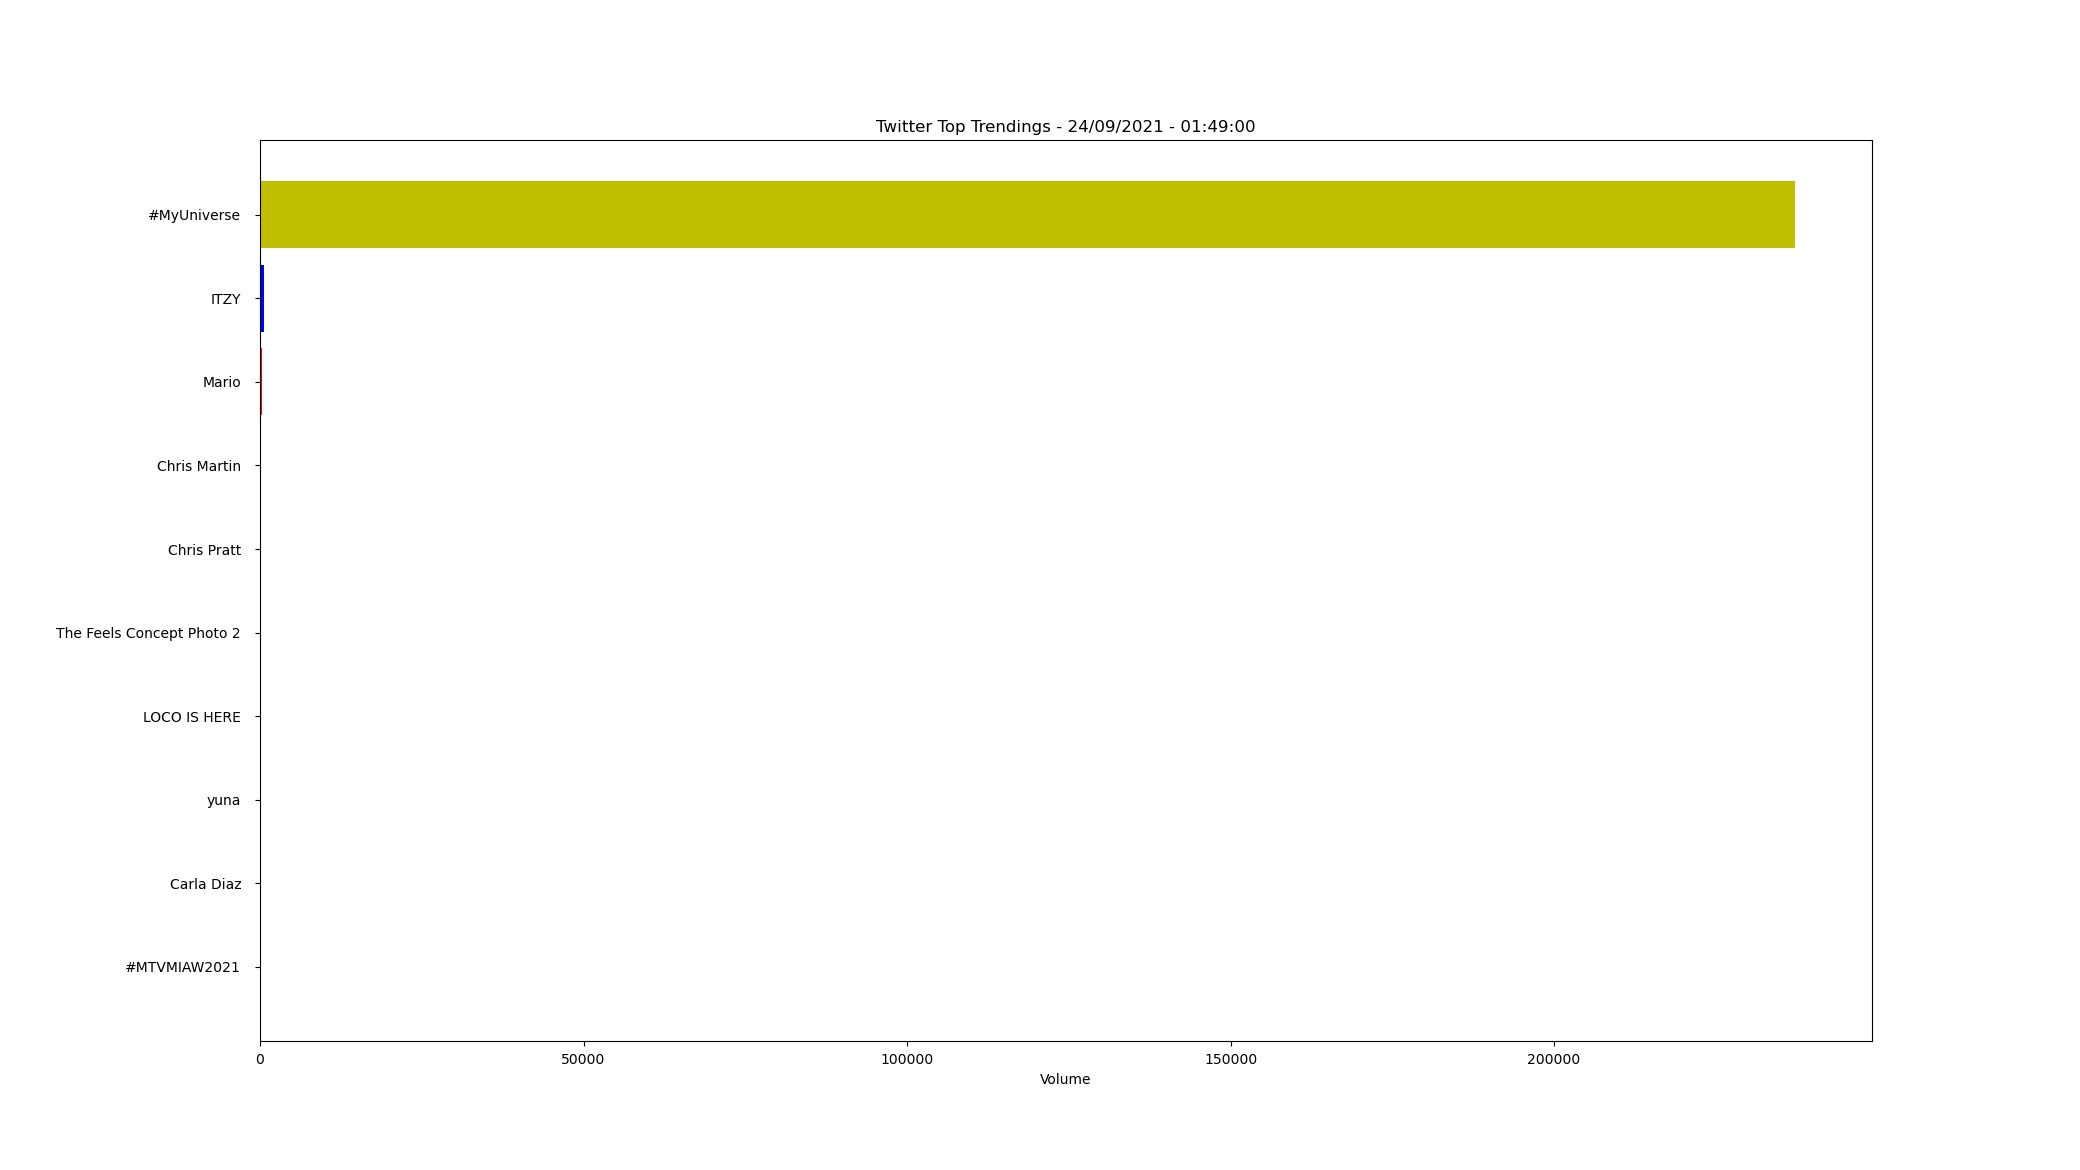 Twitter Top Trendings - 24/09/2021 - 01:49:00
#MyUniverse
ITZY
Mario
Chris Martin
Chris Pratt
The Feels Concept Photo 2
LOCO IS HERE
yuna
Carla Diaz
#MTVMIAW2021
0 50000 100000 150000 200000
Volume